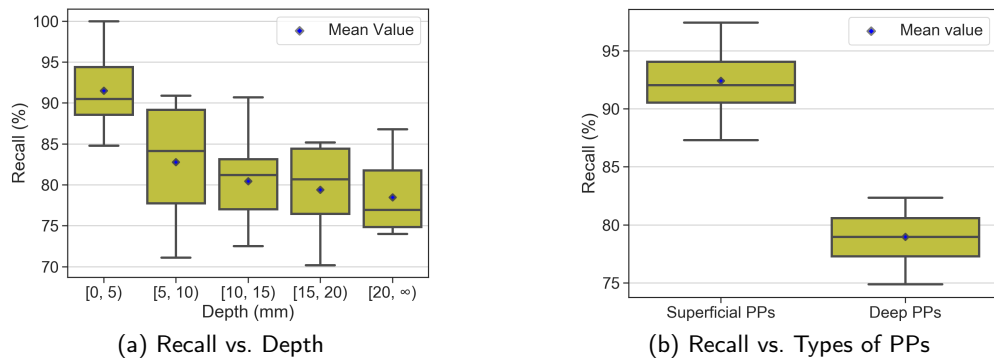 Mean Value
100
95
90
85
80
75
70
Recall (%)
[0, 5)
[5, 10)
[10, 15)
[15, 20)
[20, ∞)
Depth (mm)
(a) Recall vs. Depth
Mean value
95
90
85
80
75
Recall (%)
Superficial PPs
Deep PPs
(b) Recall vs. Types of PPs